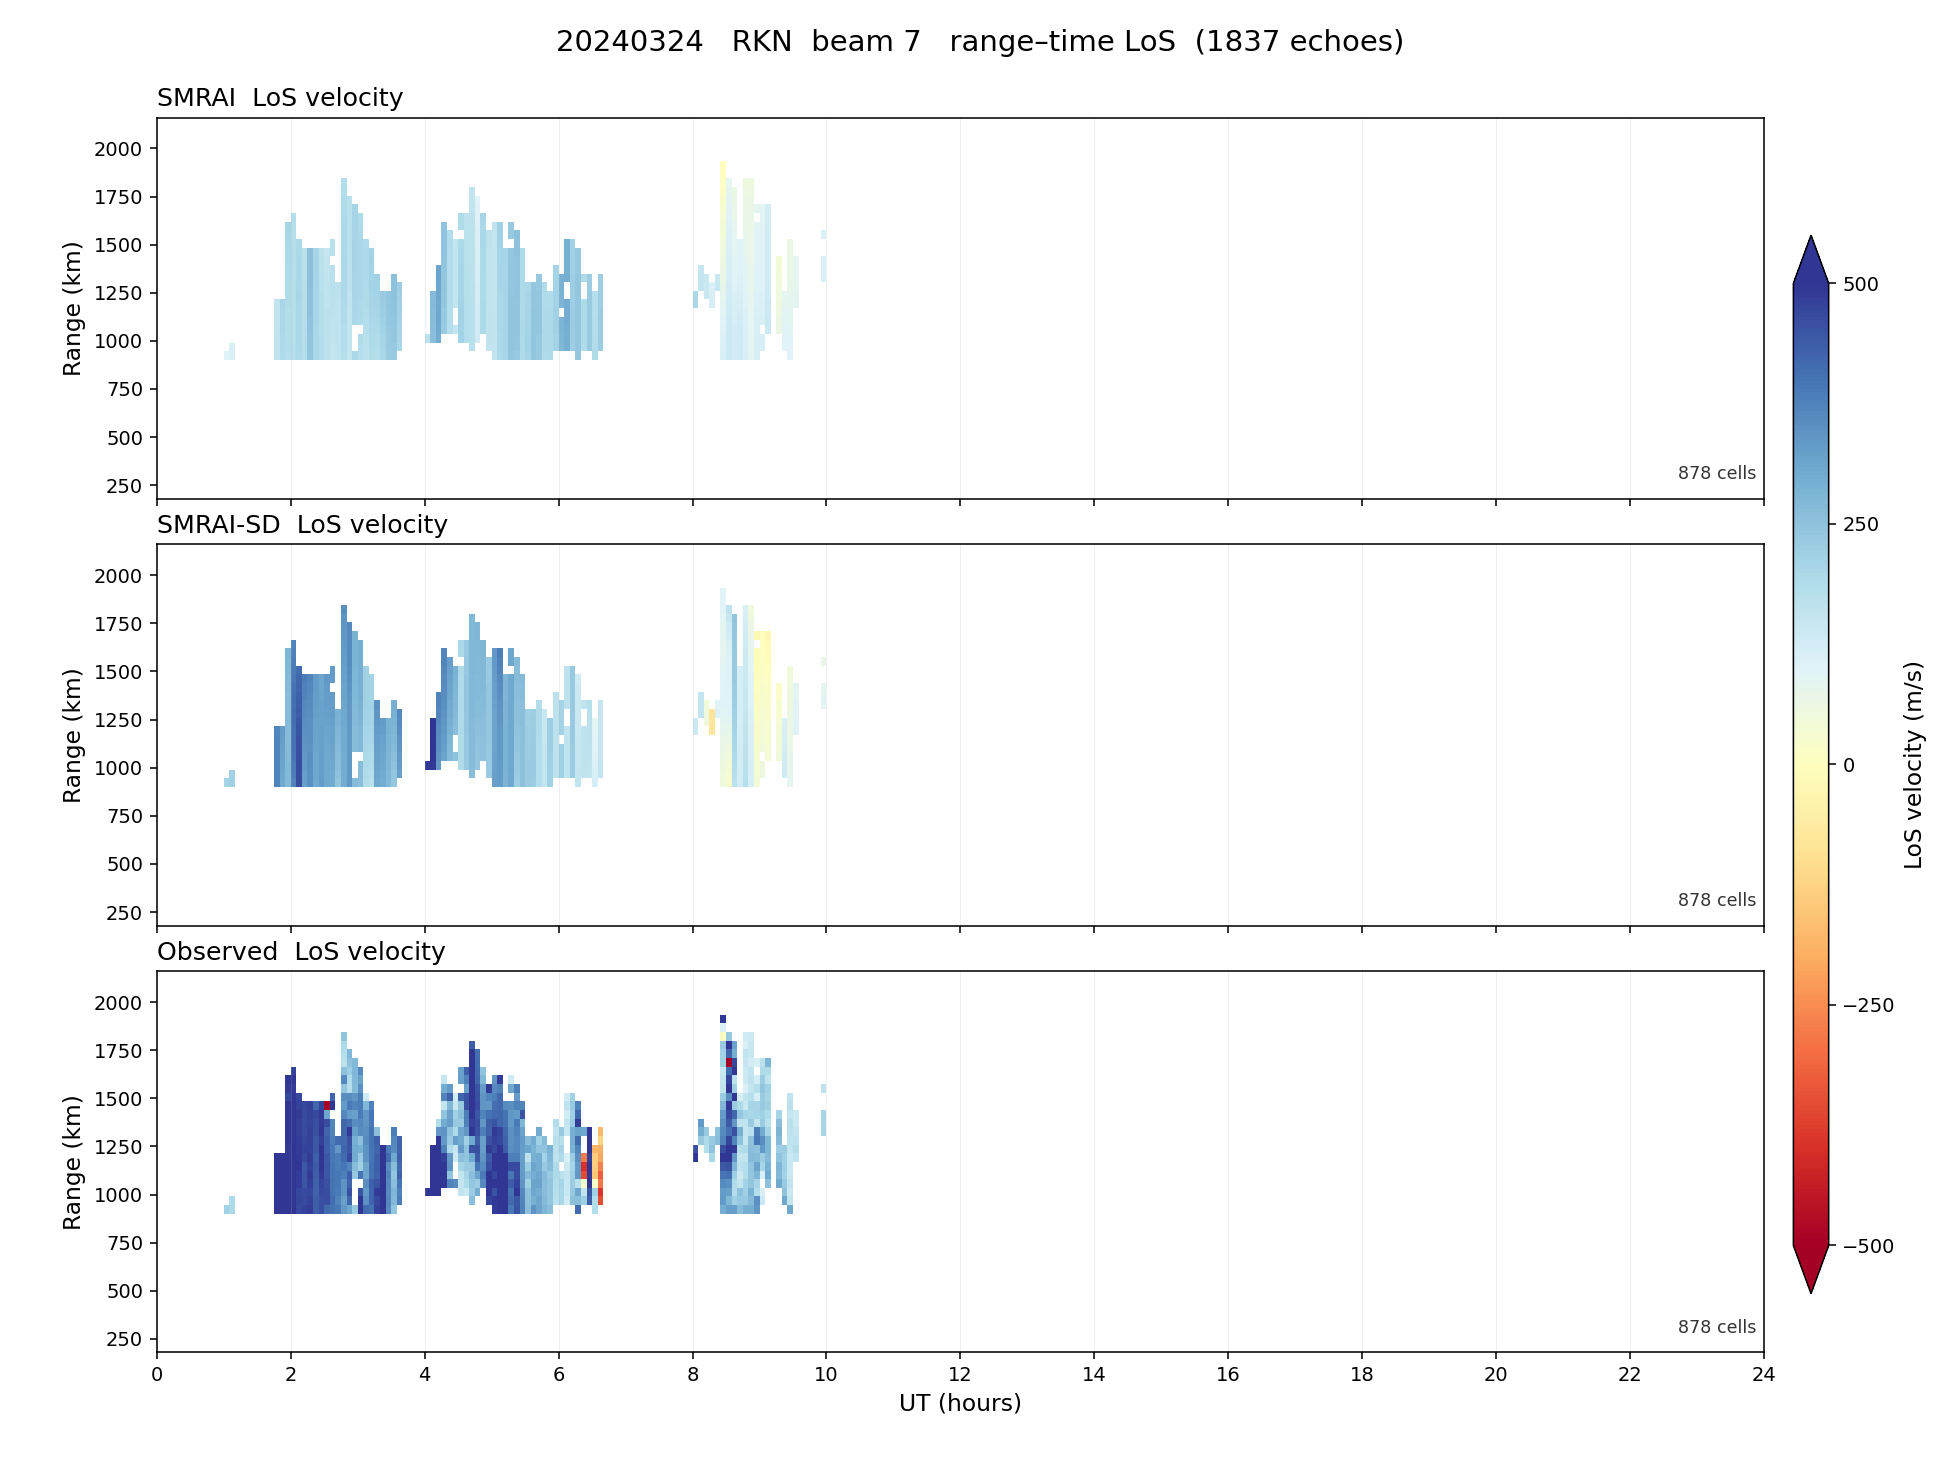 20240324   RKN  beam 7   range–time LoS  (1837 echoes)
SMRAI  LoS velocity
Range (km)
2000
1750
1500
1250
1000
750
500
250
878 cells
SMRAI-SD  LoS velocity
Range (km)
2000
1750
1500
1250
1000
750
500
250
878 cells
Observed  LoS velocity
Range (km)
2000
1750
1500
1250
1000
750
500
250
878 cells
0 2 4 6 8 10 12 14 16 18 20 22 24
UT (hours)
500
250
0
−250
−500
LoS velocity (m/s)